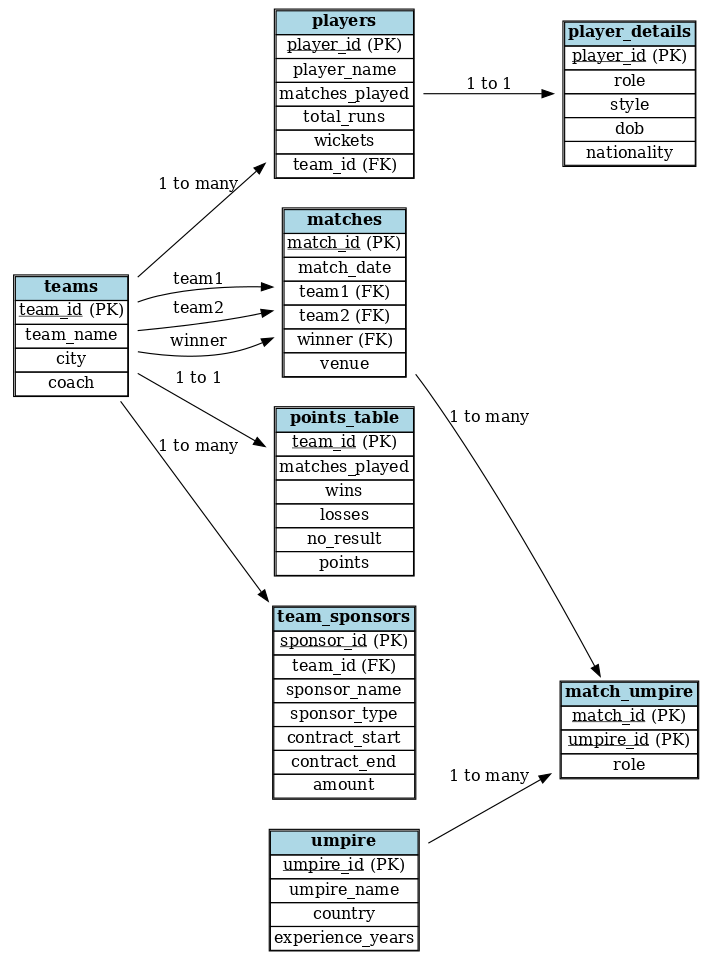 players
player_id (PK)
player_name
matches_played
total_runs
wickets
team_id (FK)
player_details
player_id (PK)
role
style
dob
nationality
1 to 1
1 to many
matches
match_id (PK)
match_date
team1 (FK)
team2 (FK)
winner (FK)
venue
teams
team_id (PK)
team_name
city
coach
team1
team2
winner
1 to 1
1 to many
points_table
team_id (PK)
matches_played
wins
losses
no_result
points
1 to many
team_sponsors
sponsor_id (PK)
team_id (FK)
sponsor_name
sponsor_type
contract_start
contract_end
amount
match_umpire
match_id (PK)
umpire_id (PK)
role
1 to many
umpire
umpire_id (PK)
umpire_name
country
experience_years